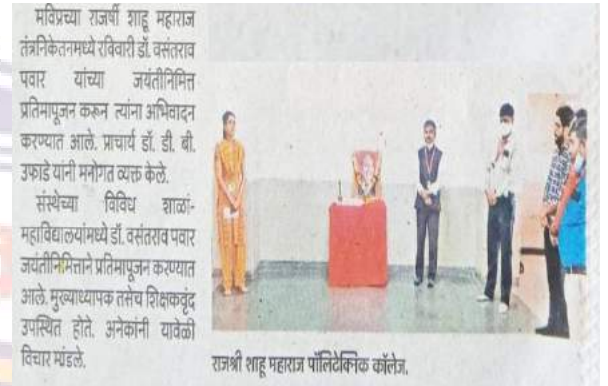 मविप्रच्या राजर्षी शाहू महाराज
तंत्रनिकेतनमध्ये रविवारी डॉ. वसंतराव
पवार यांच्या जयंतीनिमित्त
प्रतिमापूजन करून त्यांना अभिवादन
करण्यात आले. प्राचार्य डॉ. डी. बी.
उफाडे यांनी मनोगत व्यक्त केले.
संस्थेच्या विविध शाळा-
महाविद्यालयांमध्ये डॉ. वसंतराव पवार
जयंतीनिमित्ताने प्रतिमापूजन करण्यात
आले. मुख्याध्यापक तसेच शिक्षकवृंद
उपस्थित होते. अनेकांनी यावेळी
विचार मांडले.
राजश्री शाहू महाराज पॉलिटेक्निक कॉलेज.